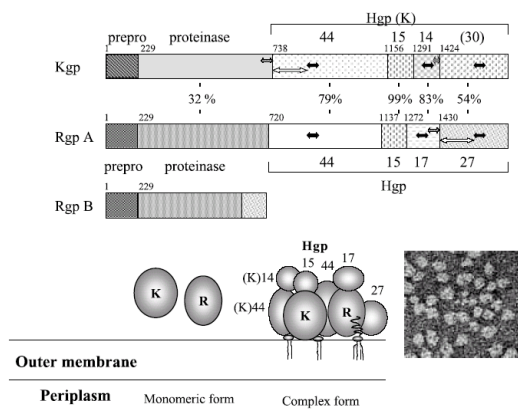 Hgp (K)
prepro proteinase 44 15 14 (30)
1 229 738 1156 1291 1424
Kgp
32 % 79% 99% 83% 54%
1 229 720 1137 1272 1430
Rgp A
prepro proteinase 44 15 17 27
1 229 Hgp
Rgp B
Hgp
15 44 17
(K)14
27
(K)44
K R K R
Outer membrane
Periplasm Monomeric form Complex form